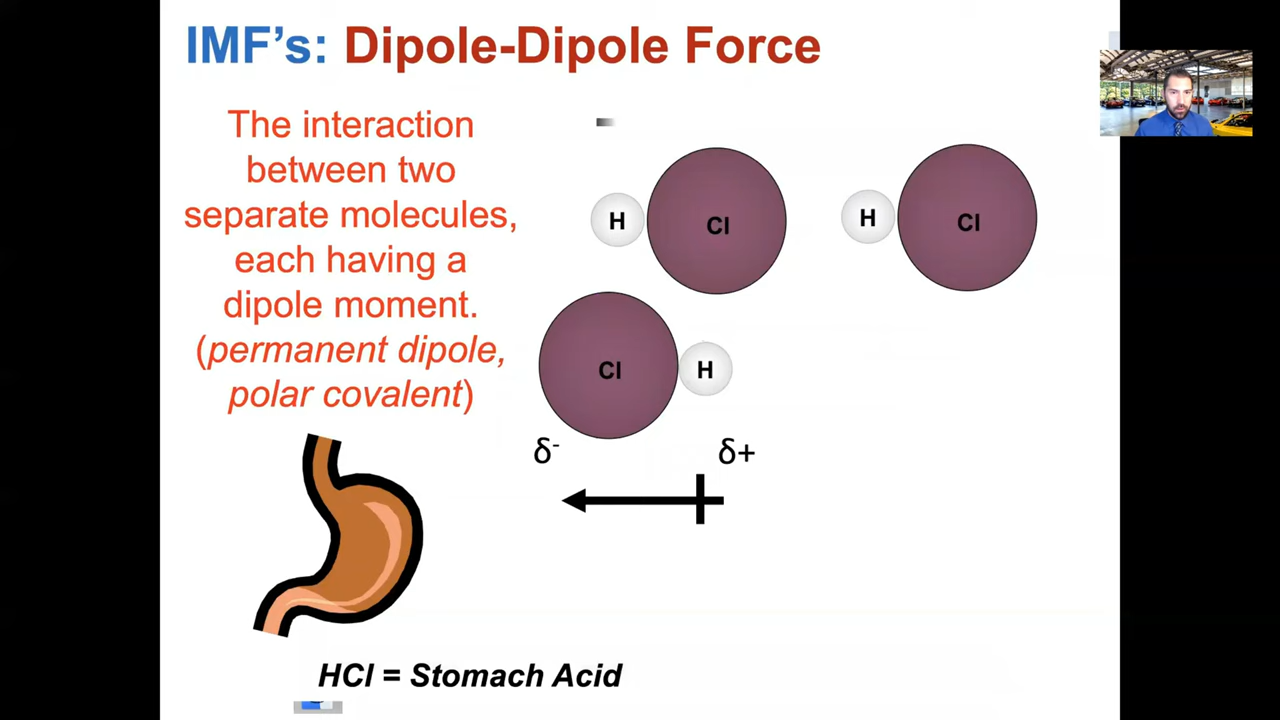 IMF’s: Dipole-Dipole Force
The interaction
between two
separate molecules,
each having a
dipole moment.
(permanent dipole,
polar covalent)
H Cl
H Cl
Cl H
δ- δ+
HCl = Stomach Acid